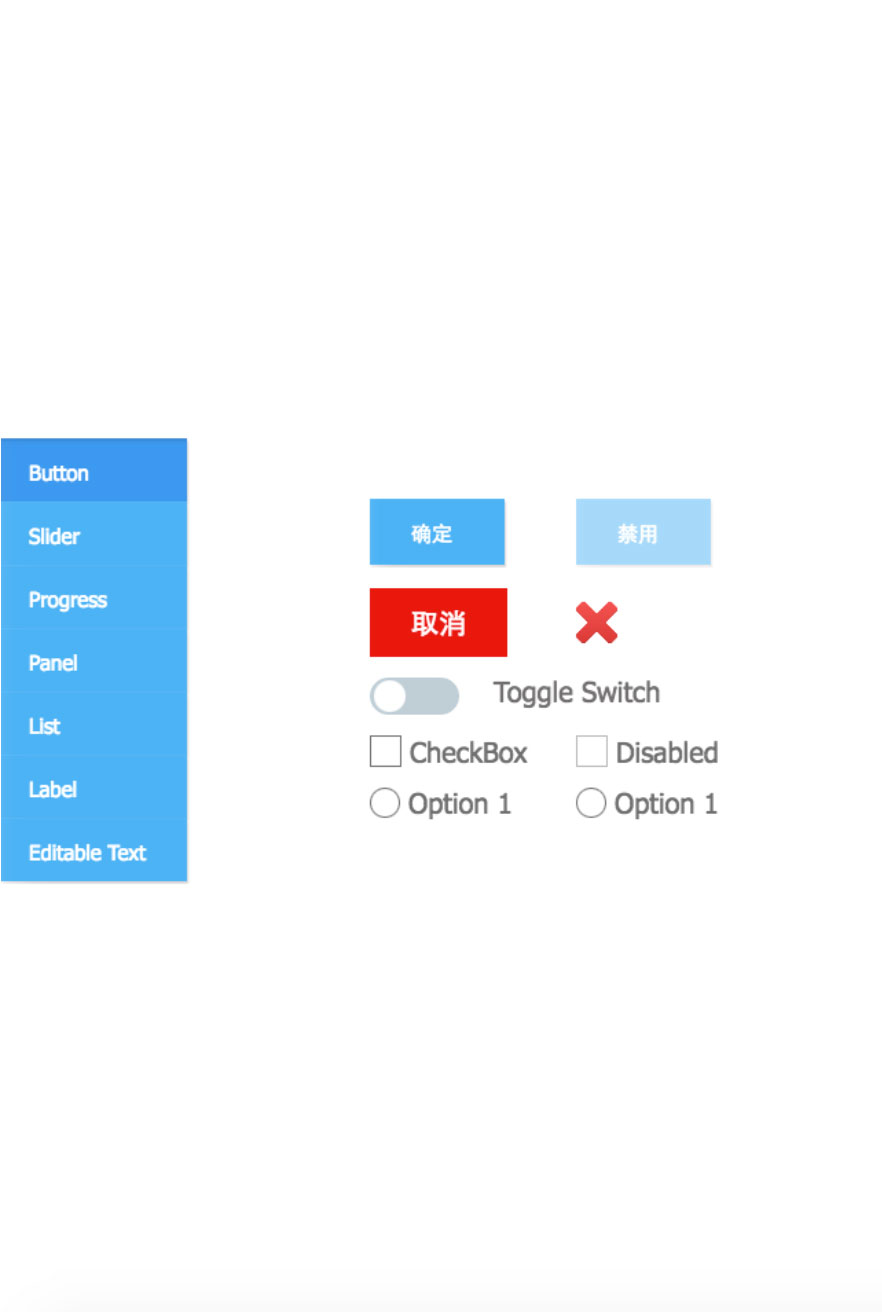 Button
Slider
Progress
Panel
List
Label
Editable Text
确定
禁用
取消
Toggle Switch
CheckBox
Disabled
Option 1
Option 1